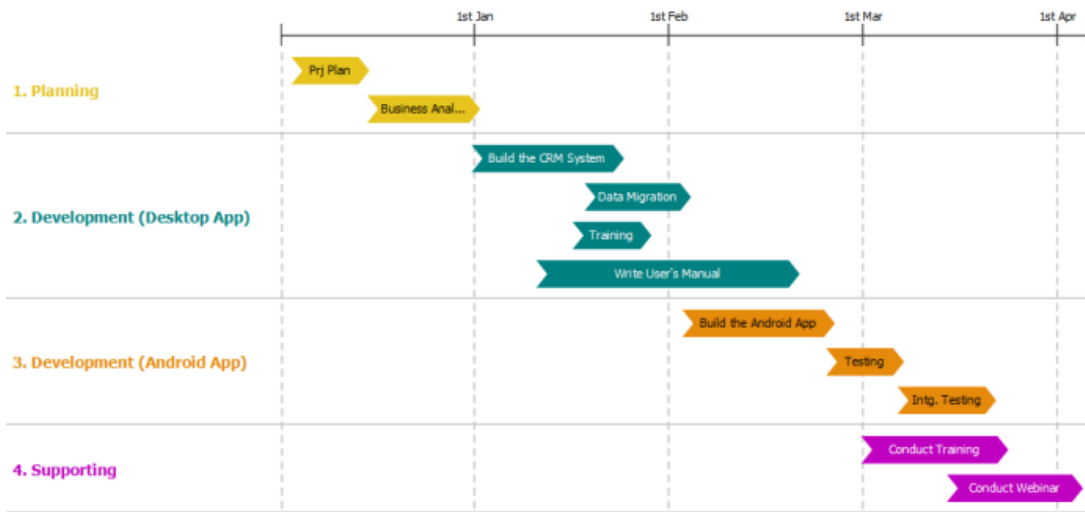 1st Jan
1st Feb
1st Mar
1st Apr
Prj Plan
1. Planning
Business Anal...
Build the CRM System
Data Migration
2. Development (Desktop App)
Training
Write User's Manual
Build the Android App
3. Development (Android App)
Testing
Intg. Testing
Conduct Training
4. Supporting
Conduct Webinar